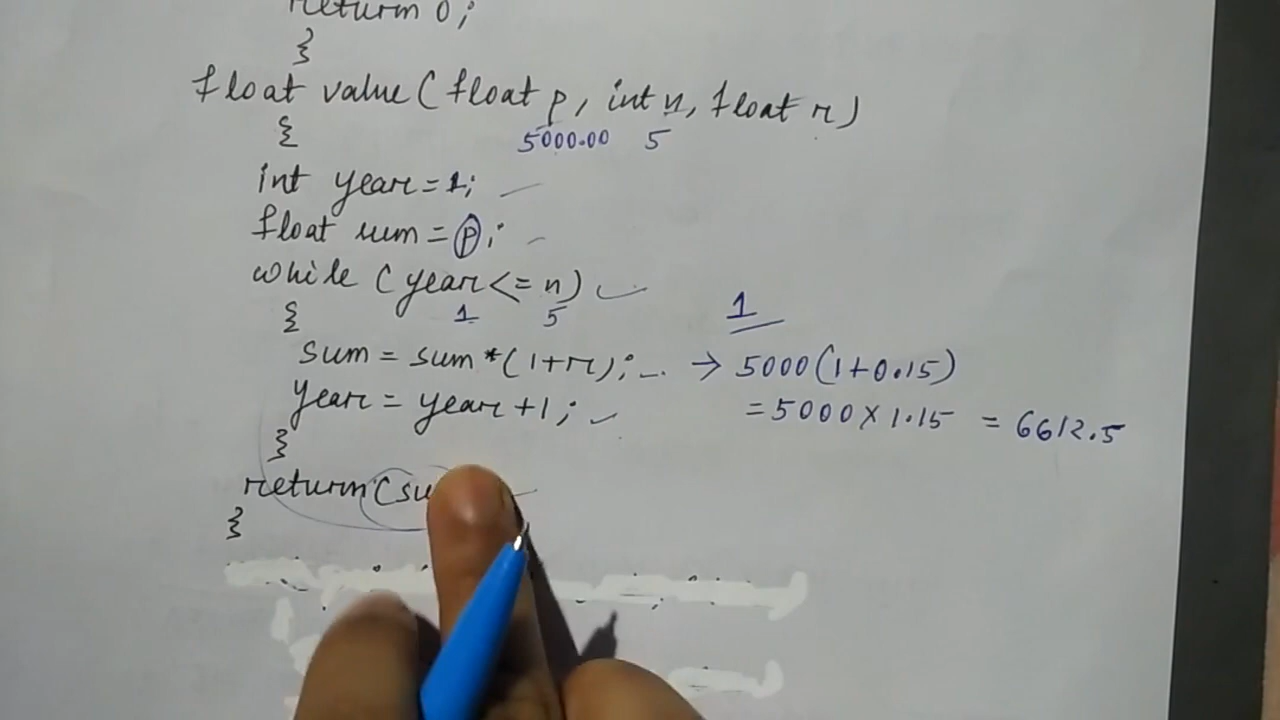 return 0;
}
float value (float p, int n, float r)
{
5000.00 5
int year = 1;
float sum = p;
while (year <= n)
1 5
{
1
sum = sum * (1+r); → 5000(1+0.15)
year = year +1; = 5000 × 1.15 = 6612.5
}
return (su
}